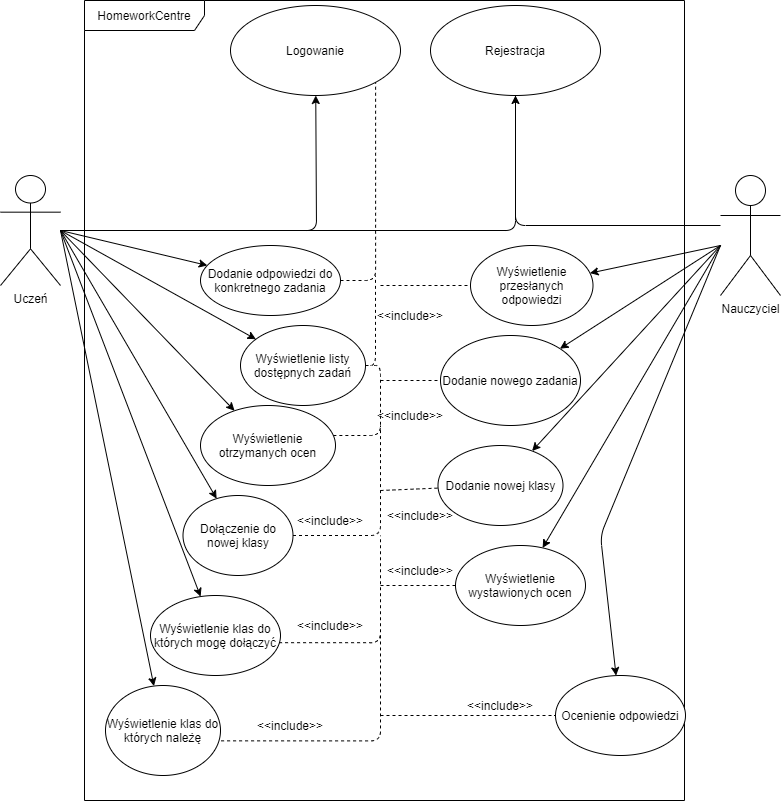 HomeworkCentre
Logowanie
Rejestracja
Uczeń
Nauczyciel
Dodanie odpowiedzi do
konkretnego zadania
Wyświetlenie
przesłanych
odpowiedzi
<<include>>
Wyświetlenie listy
dostępnych zadań
Dodanie nowego zadania
<<include>>
Wyświetlenie
otrzymanych ocen
Dodanie nowej klasy
<<include>>
<<include>>
Dołączenie do
nowej klasy
<<include>>
Wyświetlenie
wystawionych ocen
<<include>>
Wyświetlenie klas do
których mogę dołączyć
<<include>>
Ocenienie odpowiedzi
<<include>>
Wyświetlenie klas do
których należę